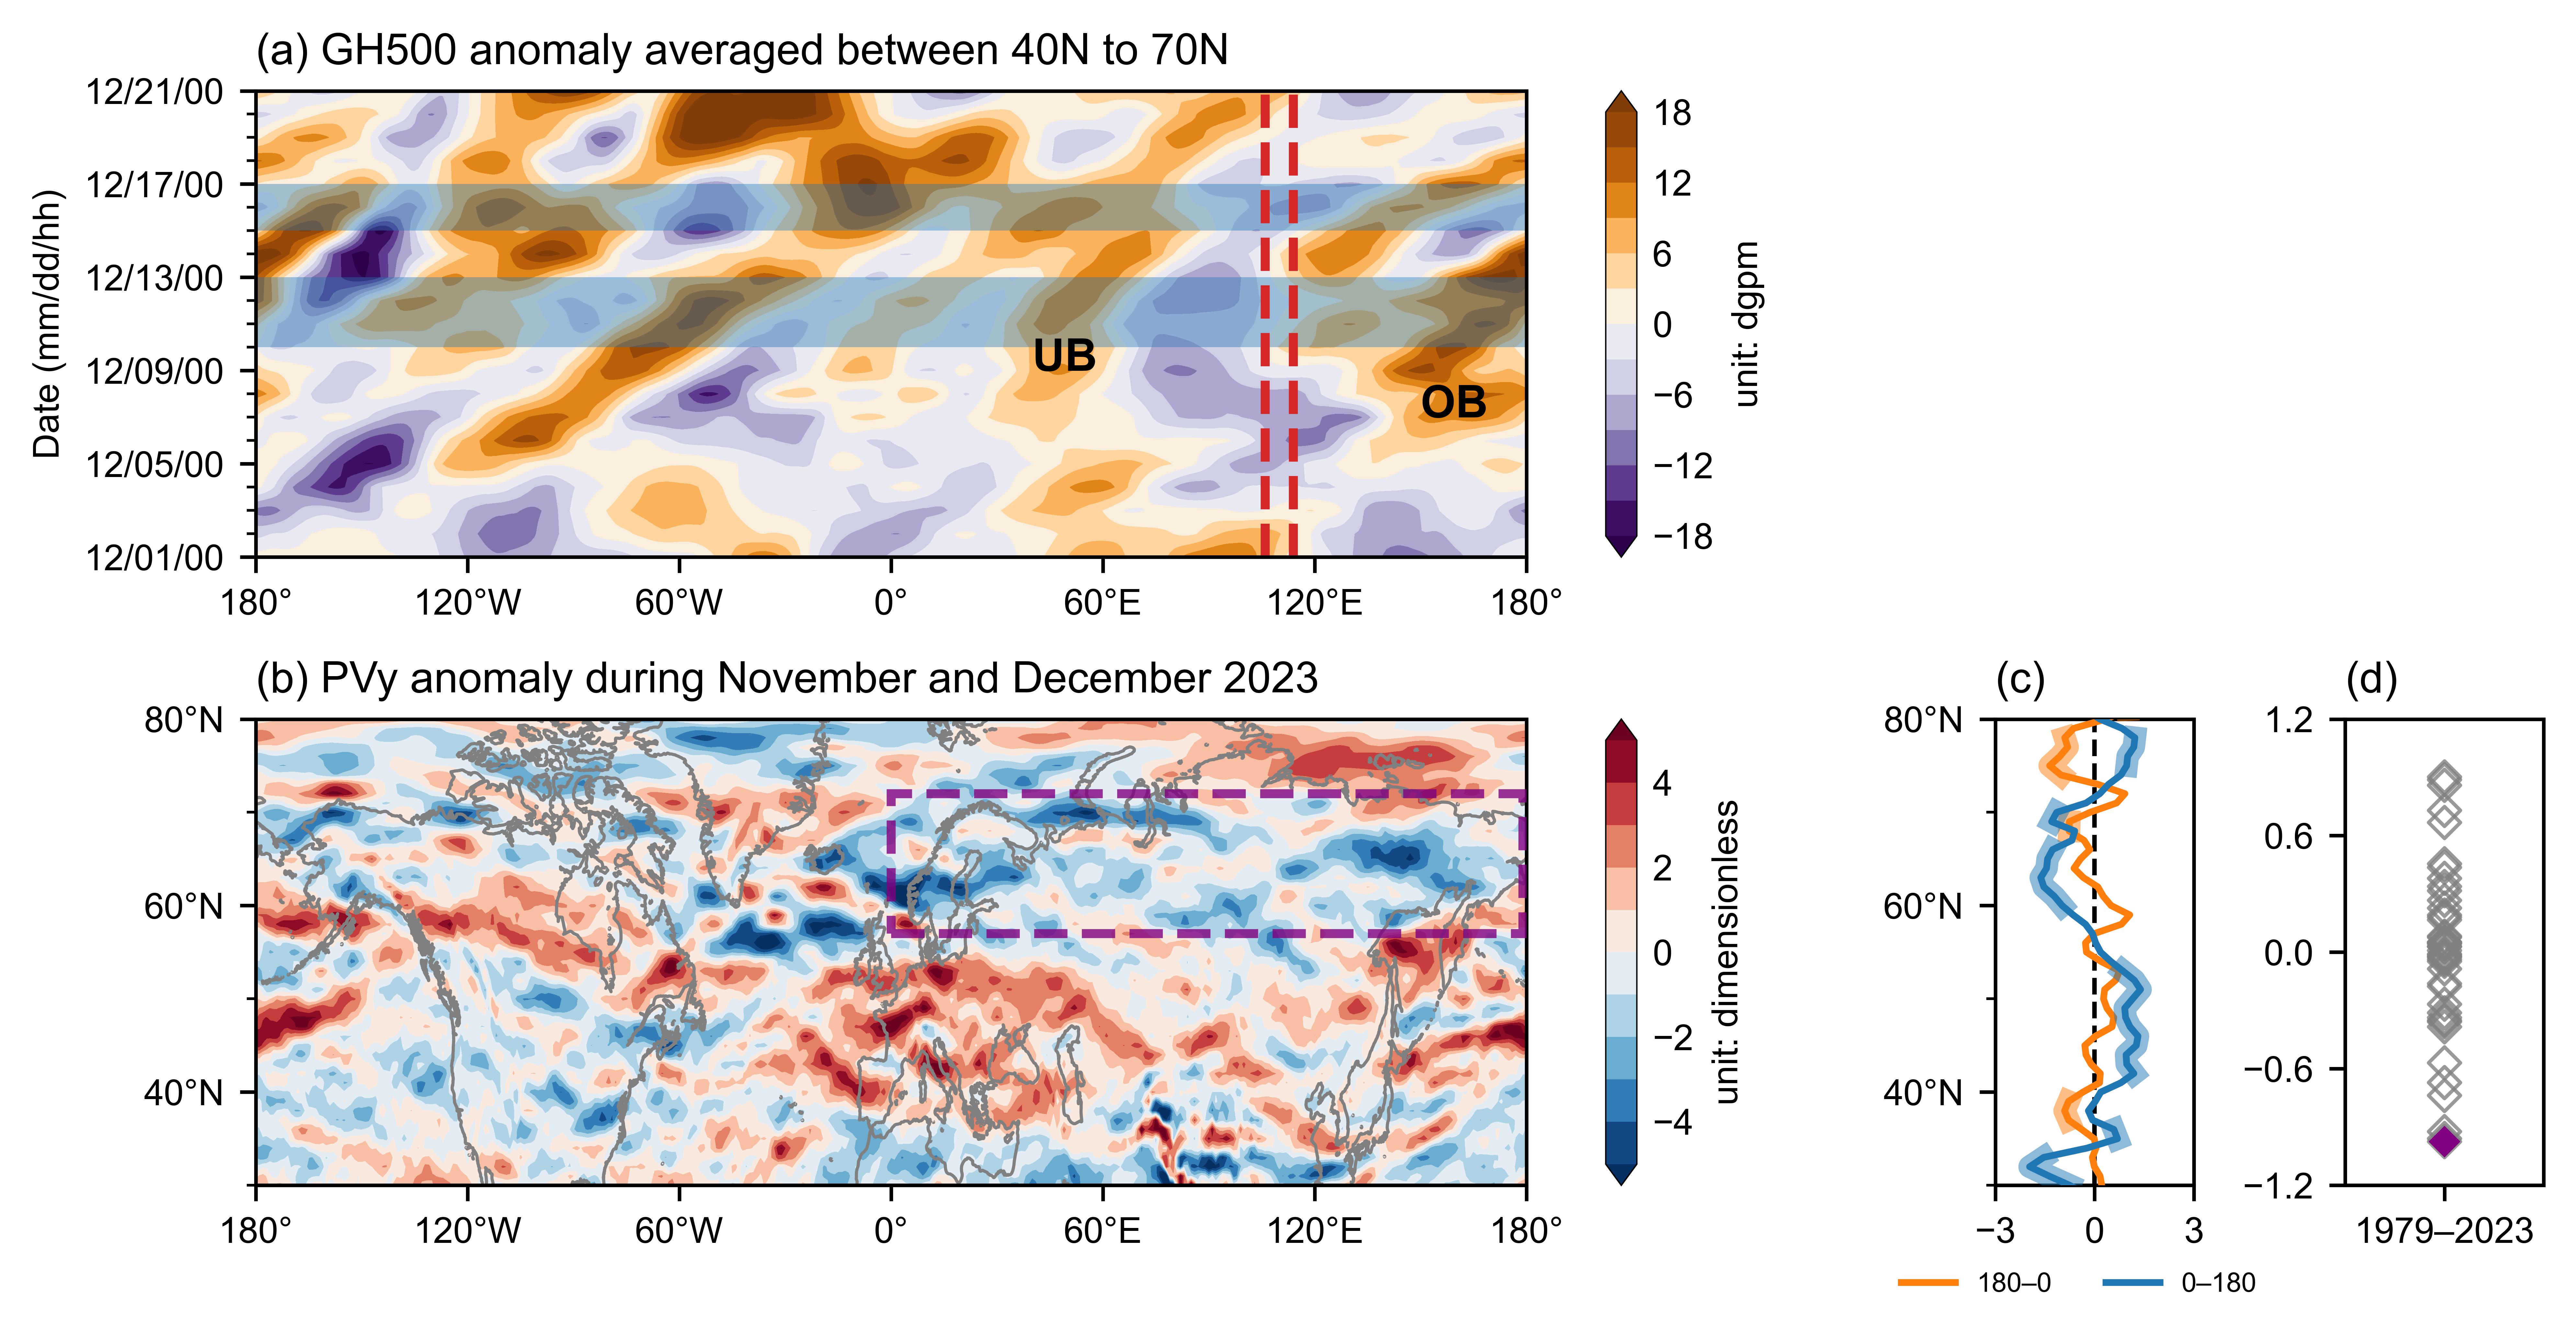 (a) GH500 anomaly averaged between 40N to 70N
Date (mm/dd/hh)
12/21/00
12/17/00
12/13/00
12/09/00
12/05/00
12/01/00
180°
120°W
60°W
0°
60°E
120°E
180°
UB
OB
18
12
6
0
−6
−12
−18
unit: dgpm
(b) PVy anomaly during November and December 2023
80°N
60°N
40°N
180°
120°W
60°W
0°
60°E
120°E
180°
4
2
0
−2
−4
unit: dimensionless
(c)
80°N
60°N
40°N
−3
0
3
180–0
0–180
(d)
1.2
0.6
0.0
−0.6
−1.2
1979–2023